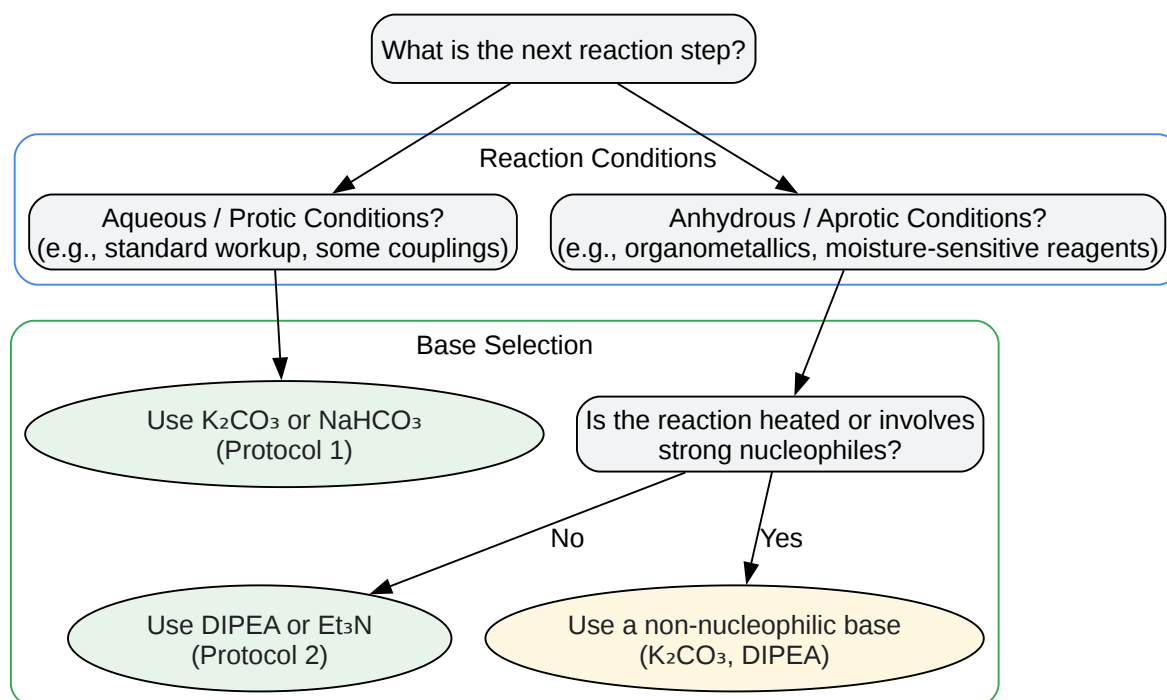 What is the next reaction step?
Reaction Conditions
Aqueous / Protic Conditions?
(e.g., standard workup, some couplings)
Anhydrous / Aprotic Conditions?
(e.g., organometallics, moisture-sensitive reagents)
Base Selection
Use K₂CO₃ or NaHCO₃
(Protocol 1)
Is the reaction heated or involves
strong nucleophiles?
No
Yes
Use DIPEA or Et₃N
(Protocol 2)
Use a non-nucleophilic base
(K₂CO₃, DIPEA)